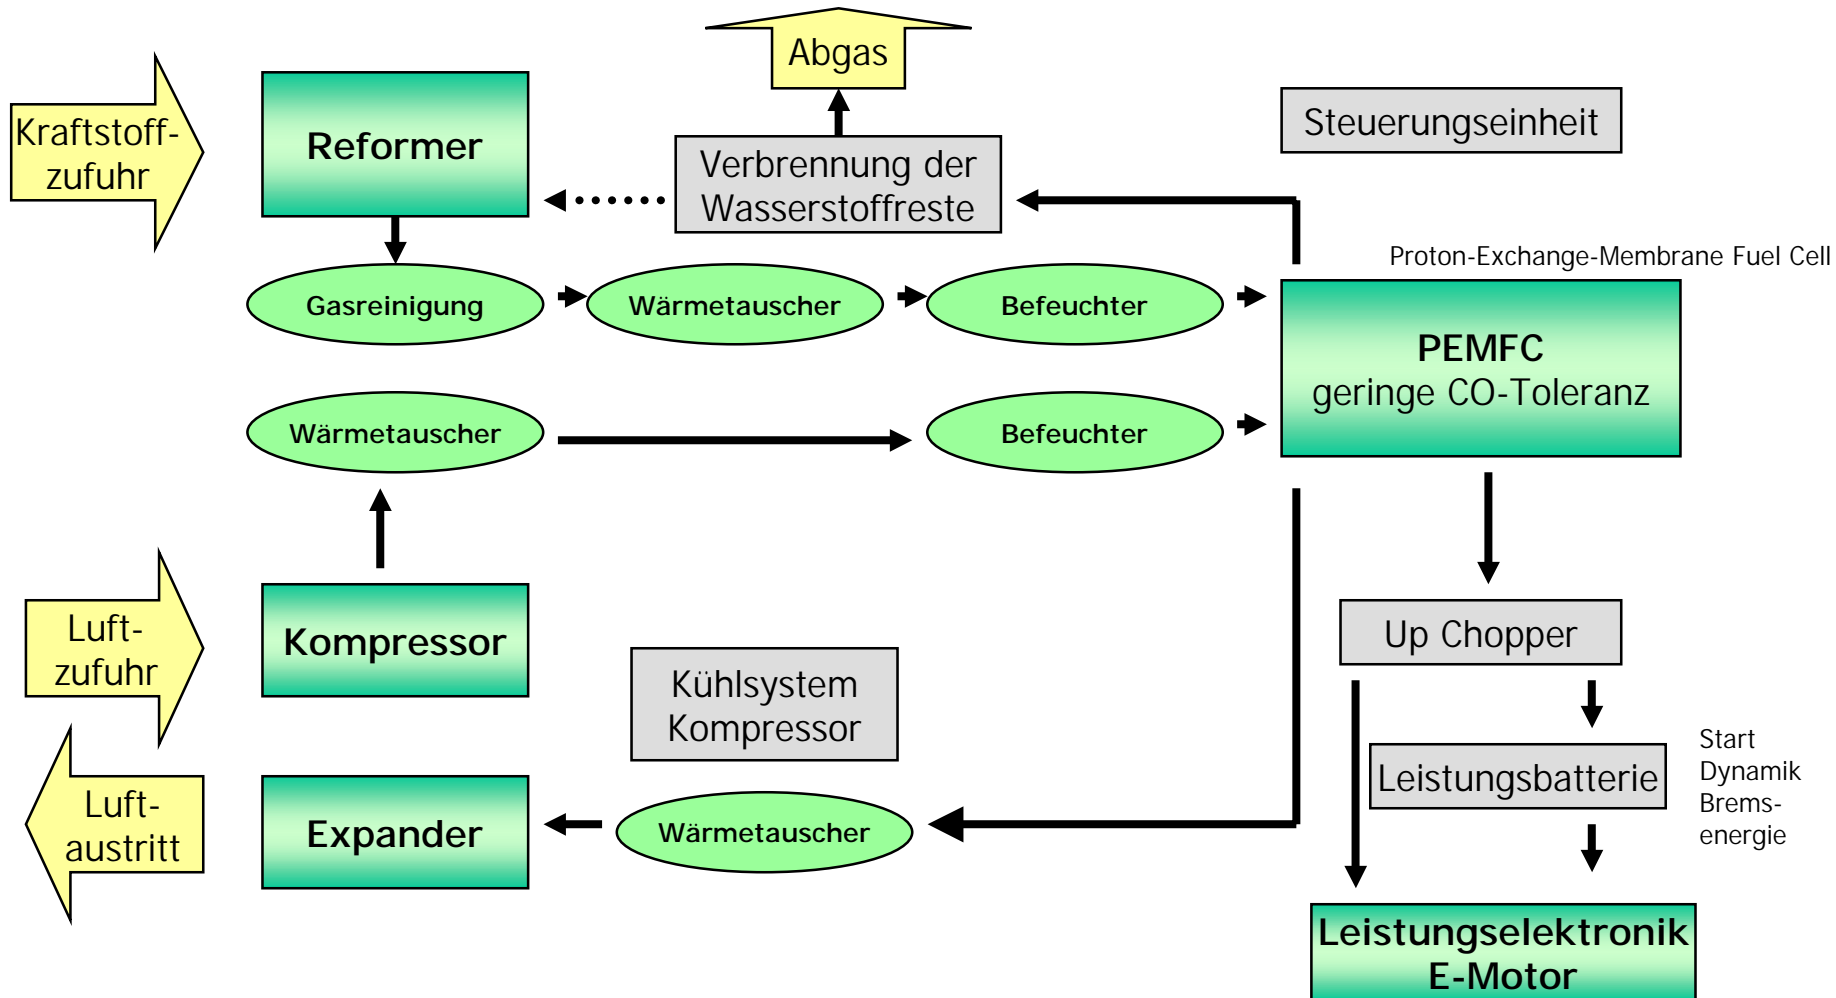 Abgas
Kraftstoff-
zufuhr
Reformer
Verbrennung der
Wasserstoffreste
Steuerungseinheit
Proton-Exchange-Membrane Fuel Cell
Gasreinigung
Wärmetauscher
Befeuchter
PEMFC
geringe CO-Toleranz
Wärmetauscher
Befeuchter
Luft-
zufuhr
Kompressor
Kühlsystem
Kompressor
Up Chopper
Leistungsbatterie
Start
Dynamik
Brems-
energie
Luft-
austritt
Expander
Wärmetauscher
Leistungselektronik
E-Motor